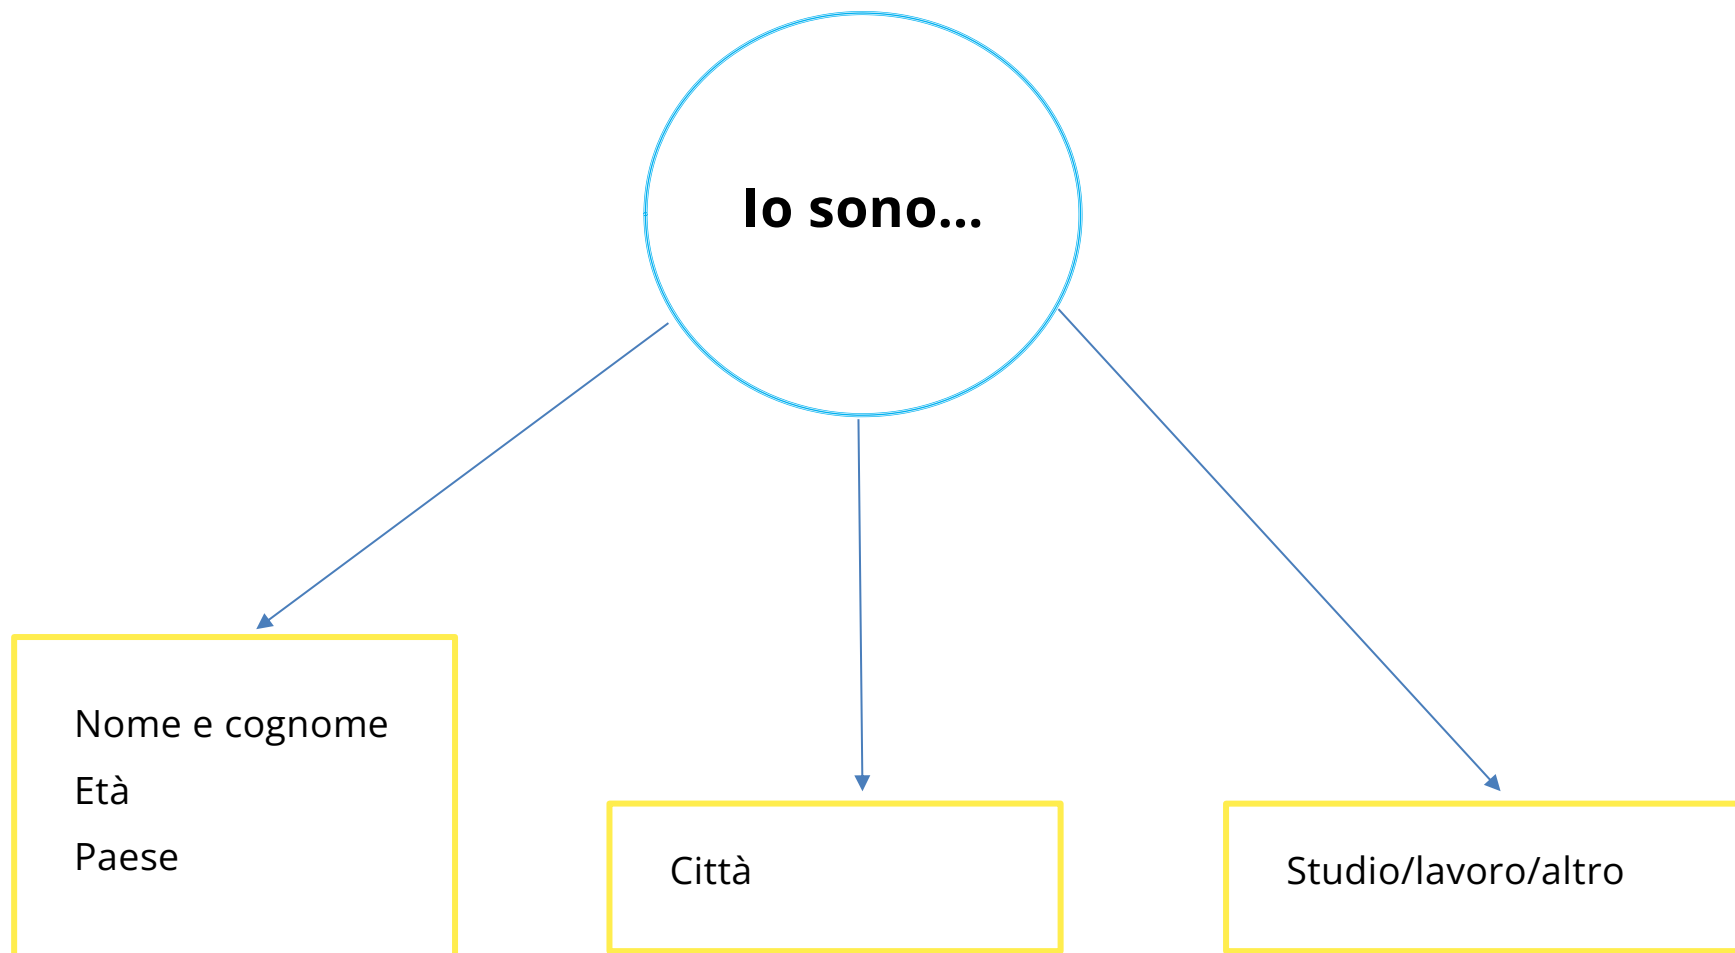 Io sono...
Nome e cognome
Età
Paese
Città
Studio/lavoro/altro